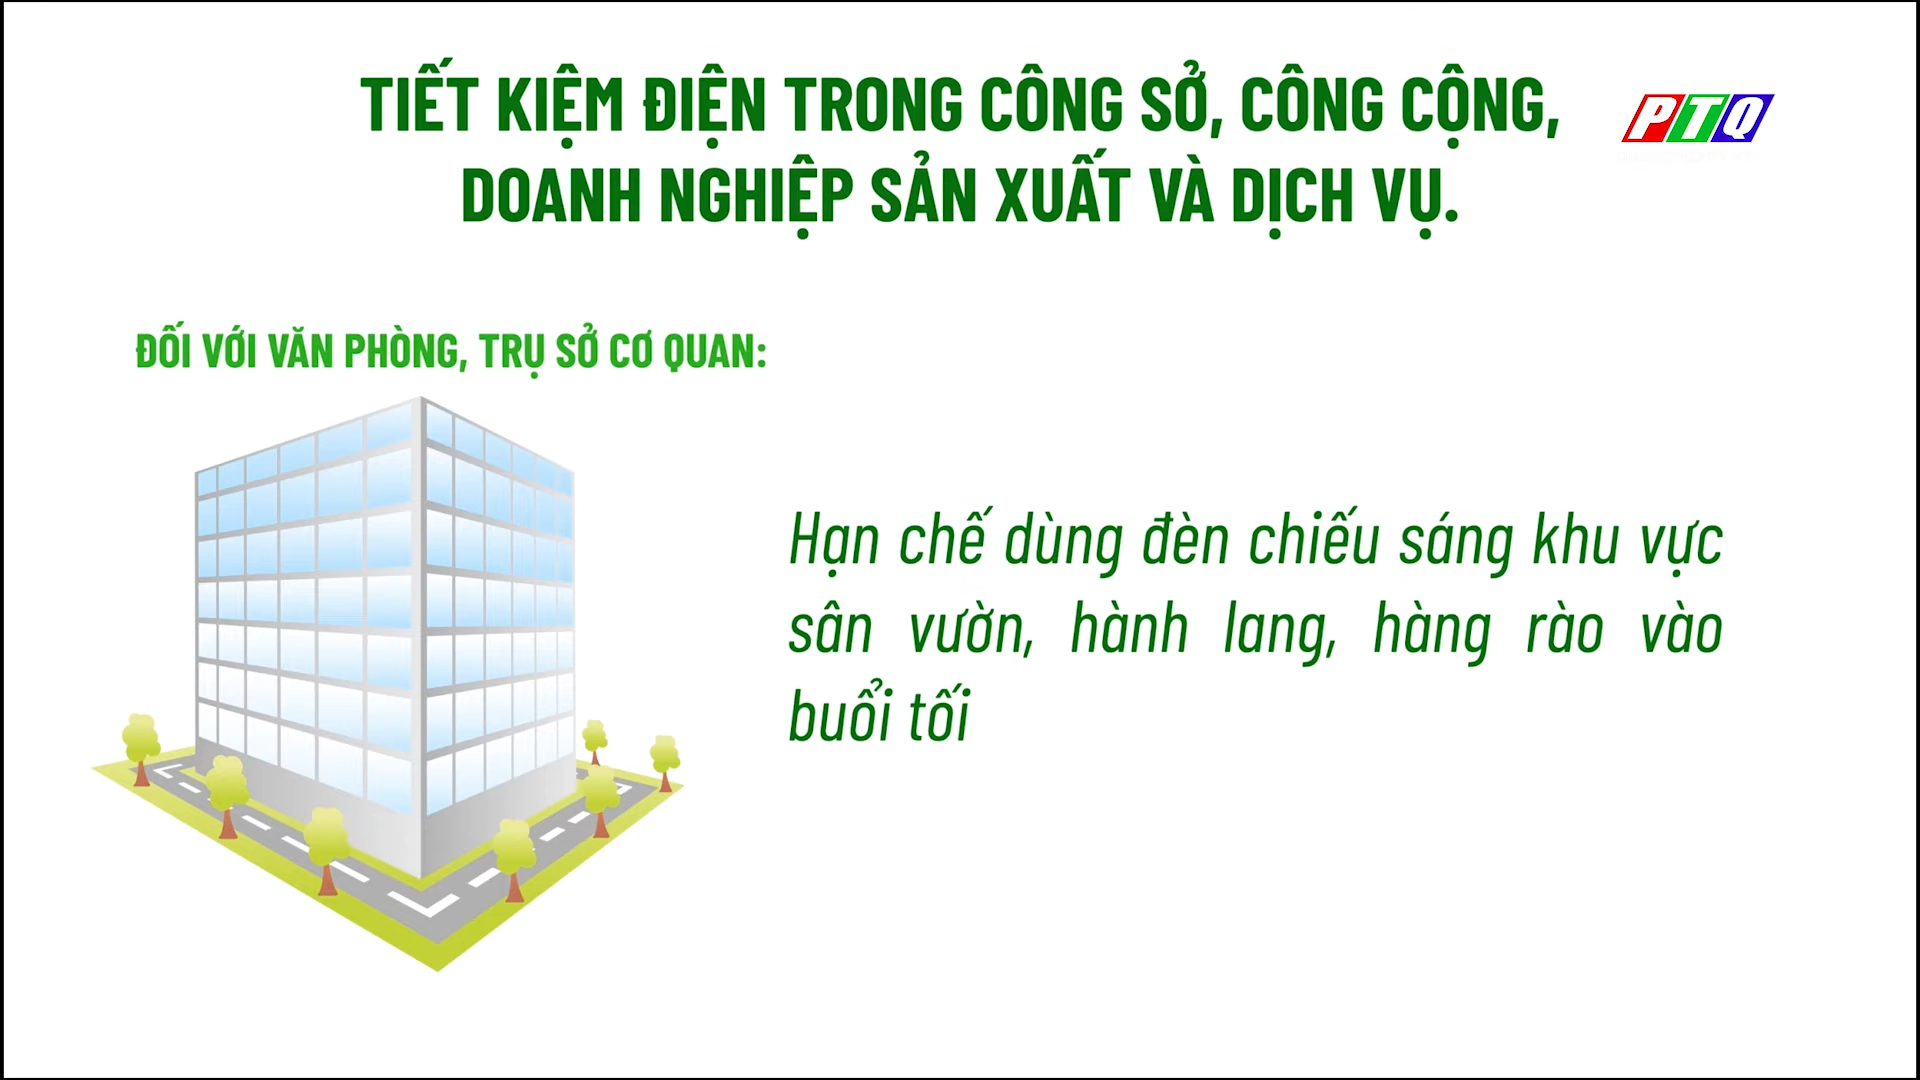 TIẾT KIỆM ĐIỆN TRONG CÔNG SỞ, CÔNG CỘNG,
DOANH NGHIỆP SẢN XUẤT VÀ DỊCH VỤ.
PTQ
ĐỐI VỚI VĂN PHÒNG, TRỤ SỞ CƠ QUAN:
Hạn chế dùng đèn chiếu sáng khu vực
sân vườn, hành lang, hàng rào vào
buổi tối